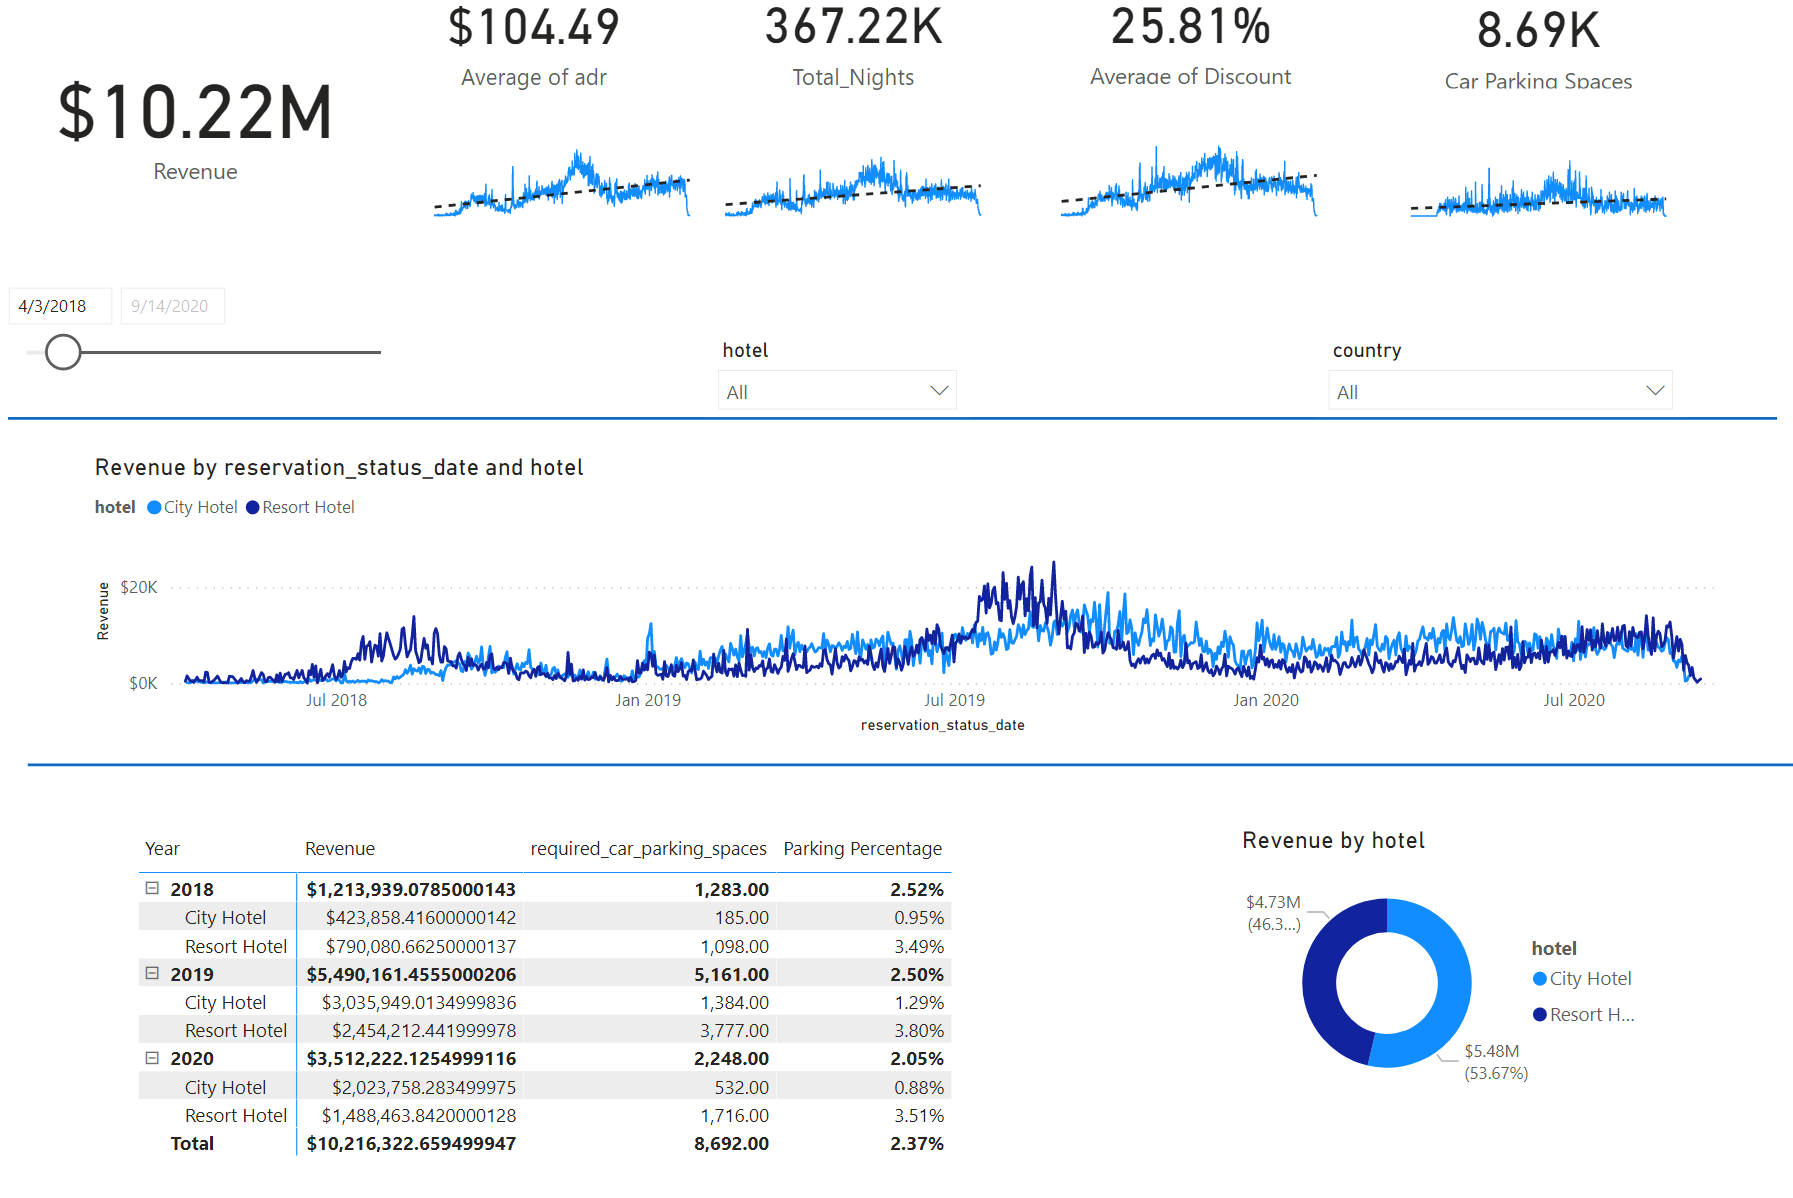 $10.22M
Revenue
$104.49
Average of adr
367.22K
Total_Nights
25.81%
Average of Discount
8.69K
Car Parking Spaces
4/3/2018 9/14/2020
hotel
All
country
All
Revenue by reservation_status_date and hotel
hotel City Hotel Resort Hotel
Revenue
$20K
$0K
Jul 2018 Jan 2019 Jul 2019 Jan 2020 Jul 2020
reservation_status_date
Year Revenue required_car_parking_spaces Parking Percentage
2018 $1,213,939.0785000143 1,283.00 2.52%
City Hotel $423,858.41600000142 185.00 0.95%
Resort Hotel $790,080.66250000137 1,098.00 3.49%
2019 $5,490,161.4555000206 5,161.00 2.50%
City Hotel $3,035,949.0134999836 1,384.00 1.29%
Resort Hotel $2,454,212.441999978 3,777.00 3.80%
2020 $3,512,222.1254999116 2,248.00 2.05%
City Hotel $2,023,758.283499975 532.00 0.88%
Resort Hotel $1,488,463.8420000128 1,716.00 3.51%
Total $10,216,322.659499947 8,692.00 2.37%
Revenue by hotel
$4.73M
(46.3...)
$5.48M
(53.67%)
hotel
City Hotel
Resort H...